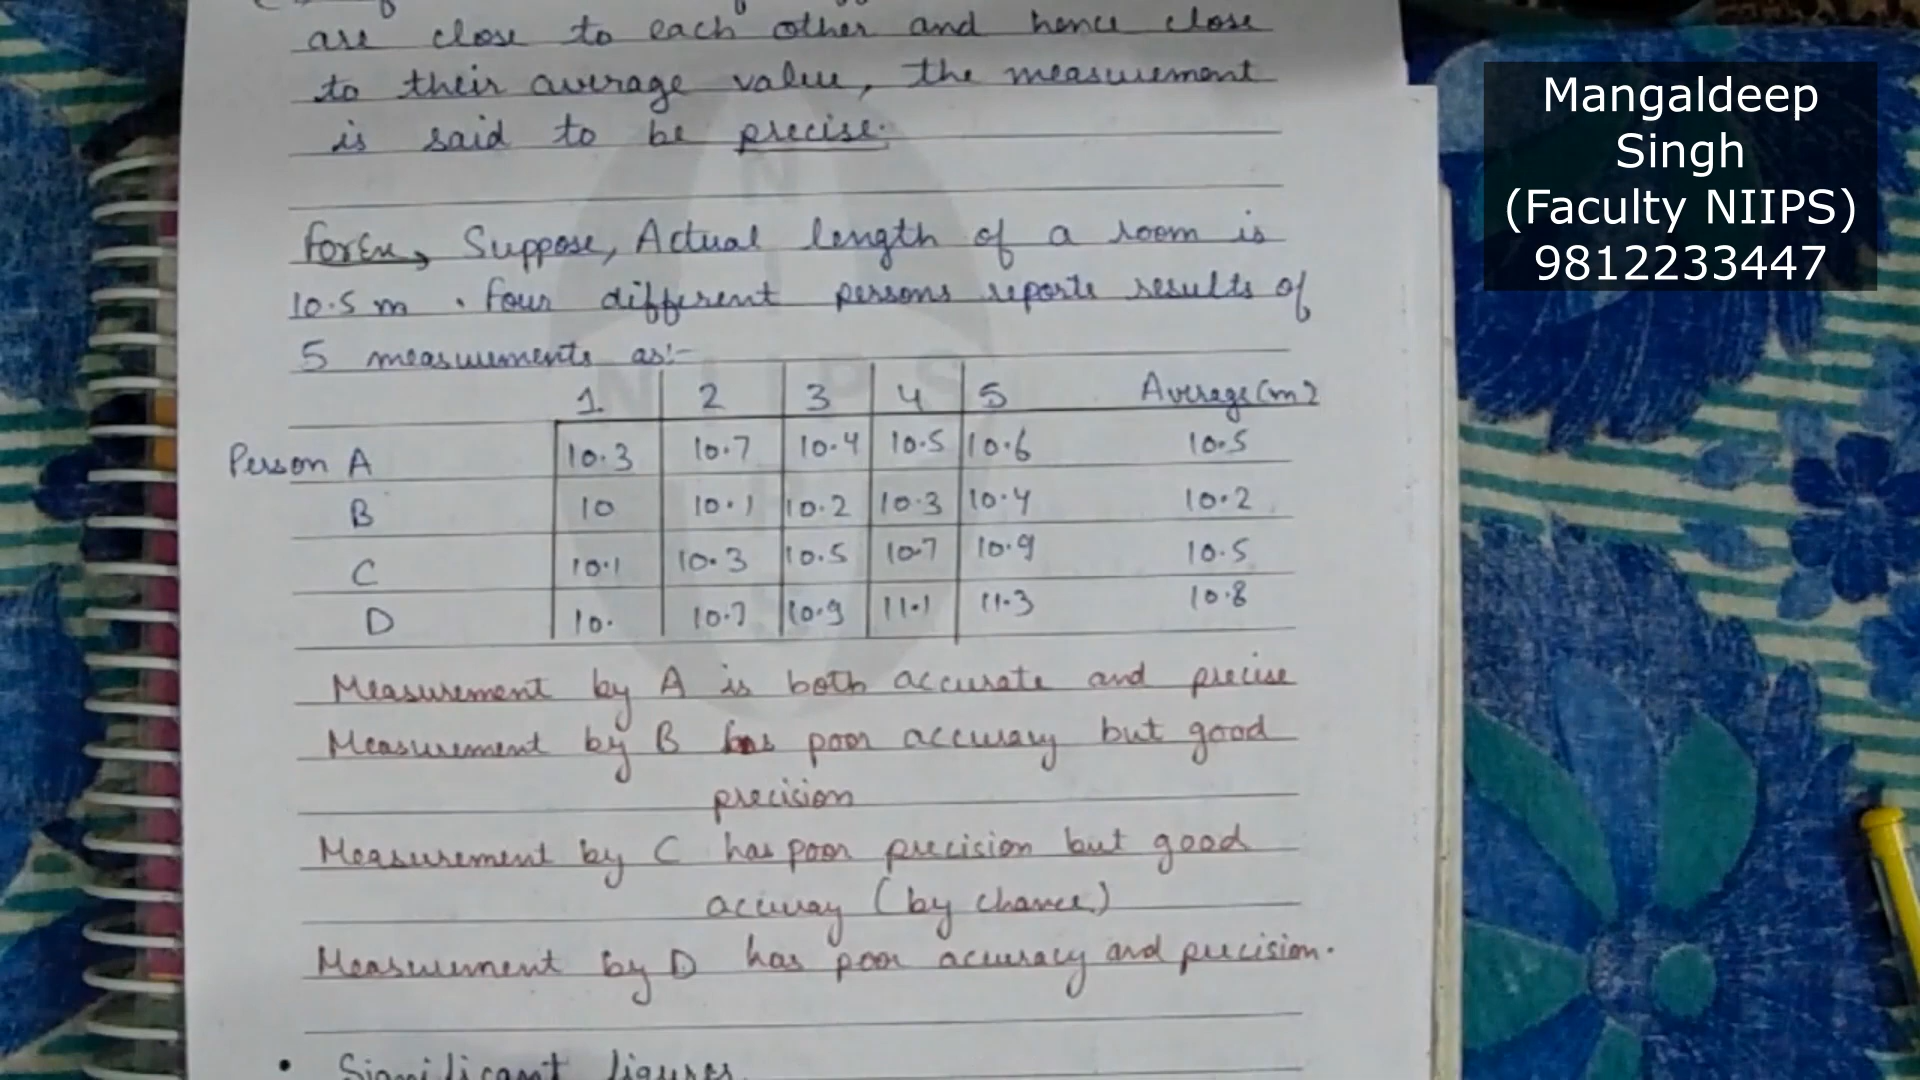 are close to each other and hence close
to their average value, the measurement
is said to be precise.
Mangaldeep
Singh
(Faculty NIIPS)
9812233447
For Ex, Suppose, Actual length of a room is
10.5 m. Four different persons reports results of
5 measurements as:-
1 2 3 4 5 Average (m)
Person A 10.3 10.7 10.4 10.5 10.6 10.5
B 10 10.1 10.2 10.3 10.4 10.2
C 10.1 10.3 10.5 10.7 10.9 10.5
D 10. 10.7 10.9 11.1 11.3 10.8
Measurement by A is both accurate and precise
Measurement by B has poor accuracy but good
precision
Measurement by C has poor precision but good
accuracy (by chance)
Measurement by D has poor accuracy and precision.
• Significant figures